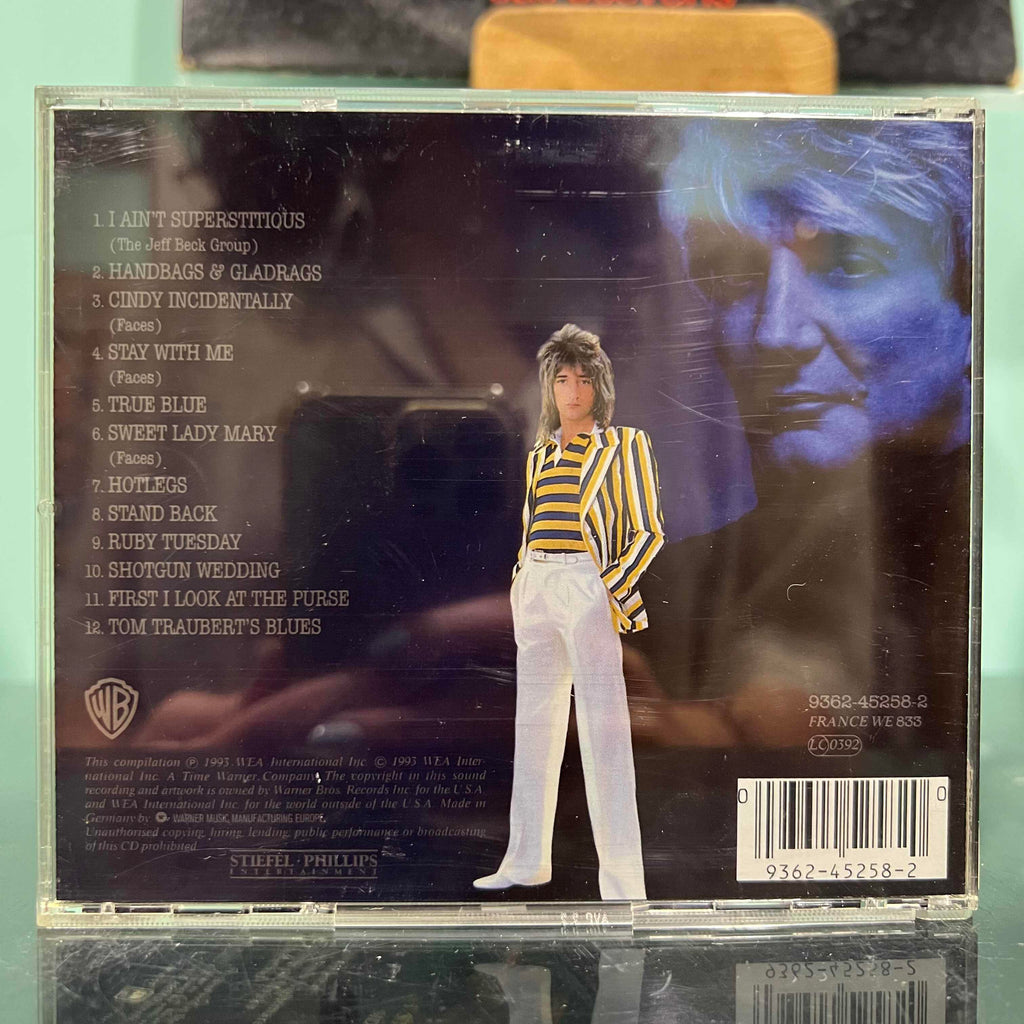 1. I AIN'T SUPERSTITIOUS
(The Jeff Beck Group)
2. HANDBAGS & GLADRAGS
3. CINDY INCIDENTALLY
(Faces)
4. STAY WITH ME
(Faces)
5. TRUE BLUE
6. SWEET LADY MARY
(Faces)
7. HOTLEGS
8. STAND BACK
9. RUBY TUESDAY
10. SHOTGUN WEDDING
11. FIRST I LOOK AT THE PURSE
12. TOM TRAUBERT'S BLUES
WB
9362-45258-2
FRANCE WE 833
LC 0392
This compilation ℗ 1993 WEA International Inc © 1993 WEA Inter-
national Inc. A Time Warner Company. The copyright in this sound
recording and artwork is owned by Warner Bros. Records Inc. for the U.S.A.
and WEA International Inc. for the world outside of the U.S.A. Made in
Germany by WARNER MUSIC MANUFACTURING EUROPE.
Unauthorised copying, hiring, lending, public performance or broadcasting
of this CD prohibited
STIEFEL · PHILLIPS
ENTERTAINMENT
0 0
9362-45258-2